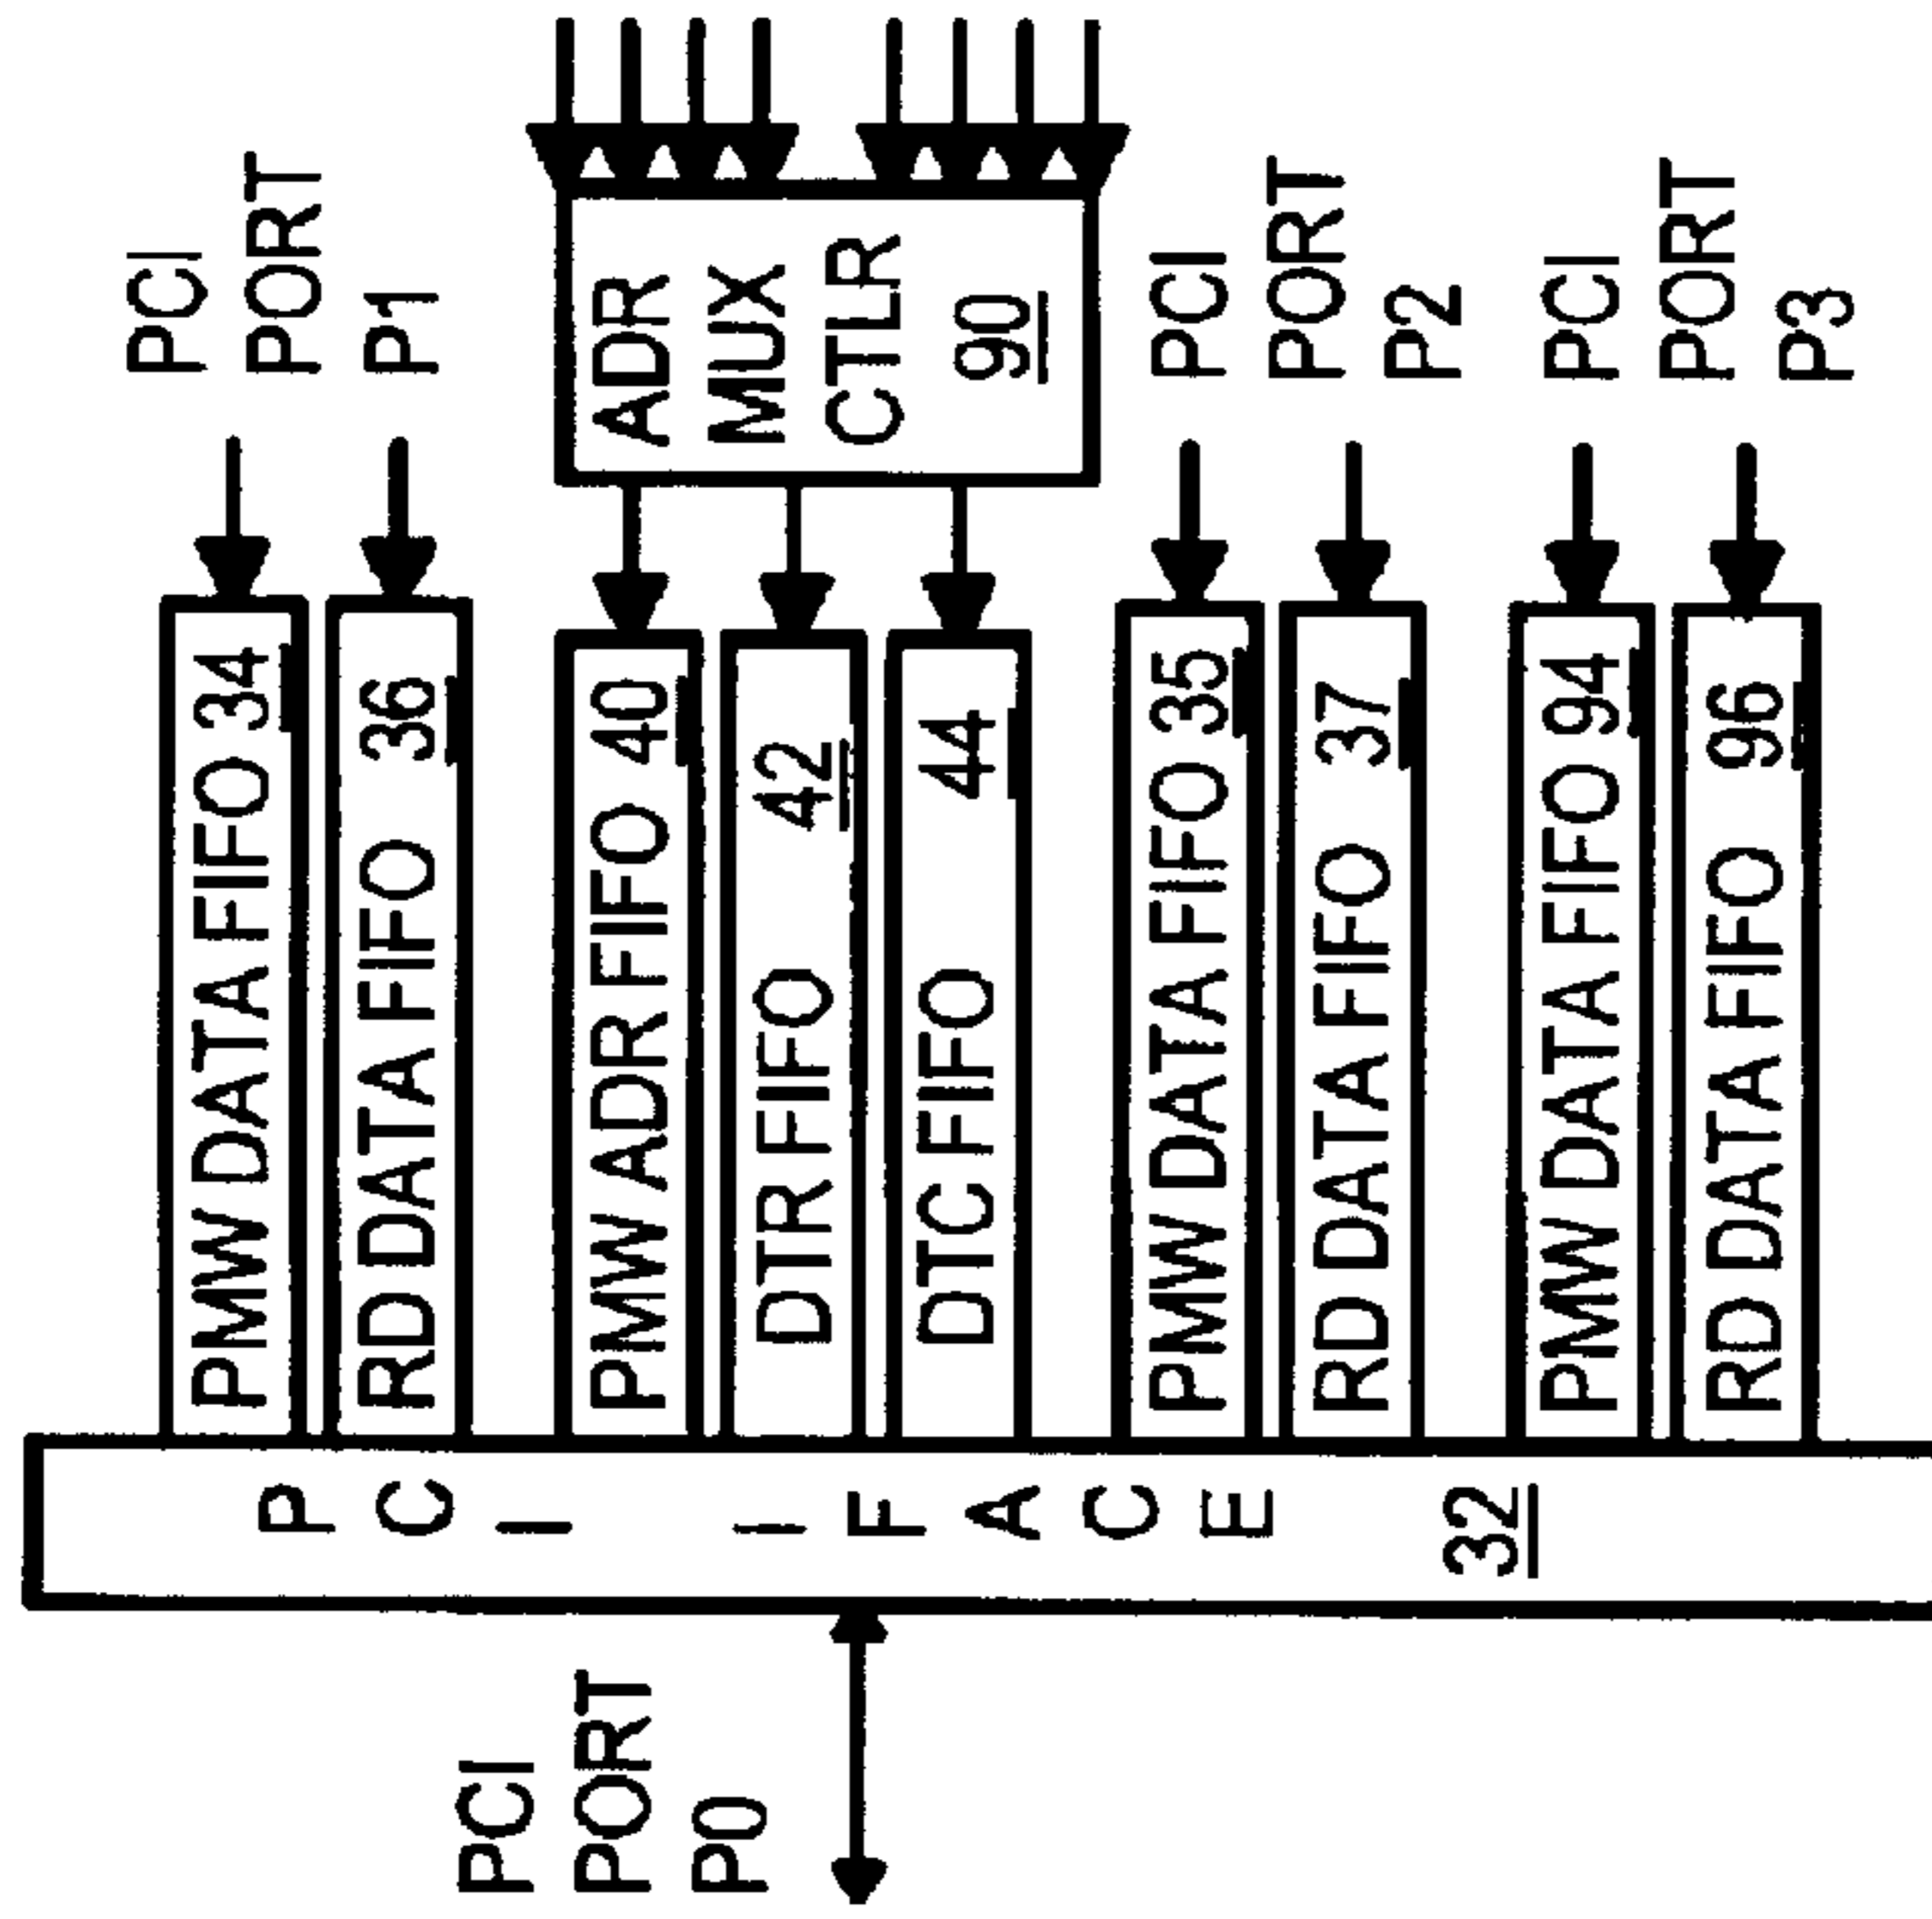 PCI
PORT
P0
PCI
IFACE
32
PMW DATA FIFO 34
RD DATA FIFO 36
PCI
PORT
P1
PMW ADR FIFO 40
DTR FIFO 42
DTC FIFO 44
ADR
MUX
CTLR
90
PMW DATA FIFO 35
RD DATA FIFO 37
PCI
PORT
P2
PMW DATA FIFO 94
RD DATA FIFO 96
PCI
PORT
P3